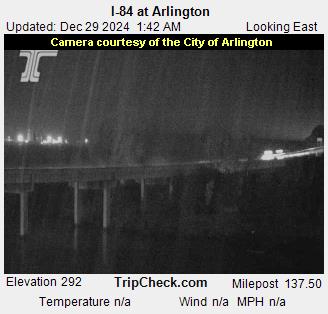 I-84 at Arlington
Updated: Dec 29 2024 1:42 AM Looking East
Camera courtesy of the City of Arlington
Elevation 292 TripCheck.com Milepost 137.50
Temperature n/a Wind n/a MPH n/a